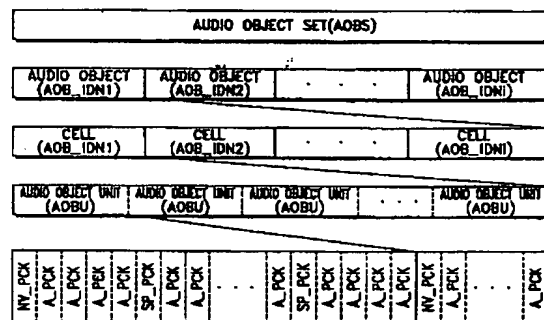 AUDIO OBJECT SET(AOBS)
AUDIO OBJECT (AOB_IDN1) AUDIO OBJECT (AOB_IDN2) · · · AUDIO OBJECT (AOB_IDNI)
CELL (AOB_IDN1) CELL (AOB_IDN2) · · · CELL (AOB_IDNI)
AUDIO OBJECT UNIT (AOBU) AUDIO OBJECT UNIT (AOBU) AUDIO OBJECT UNIT (AOBU) · · · AUDIO OBJECT UNIT (AOBU)
NV_PCK A_PCK A_PCK A_PCK A_PCK SP_PCK A_PCK A_PCK · · · A_PCK SP_PCK A_PCK A_PCK A_PCK A_PCK NV_PCK A_PCK · · · A_PCK